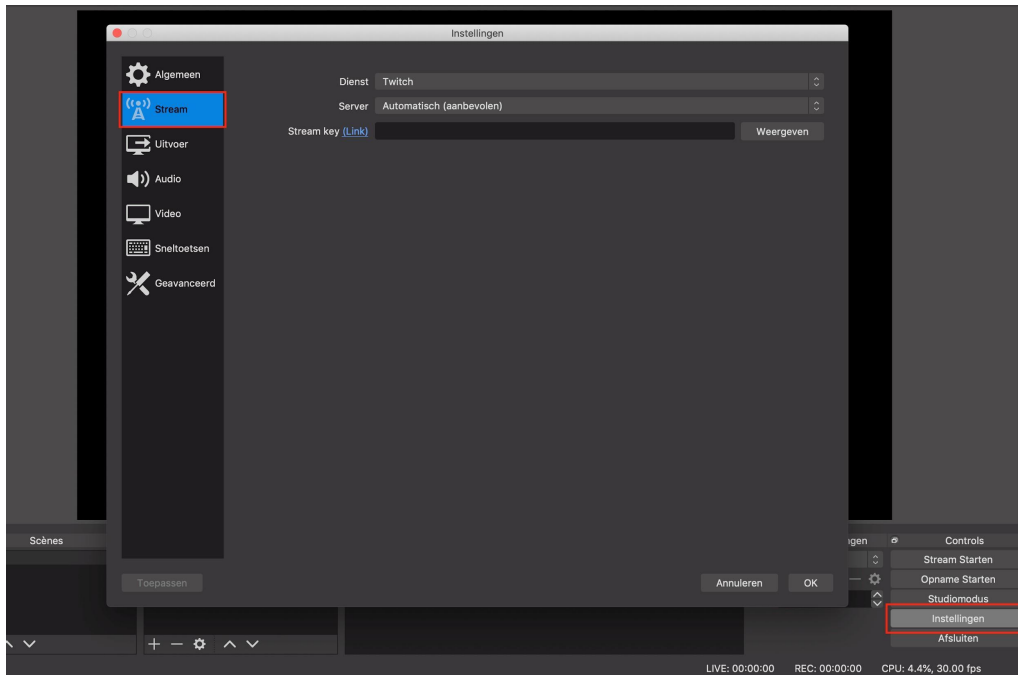 Instellingen
Algemeen
Stream
Uitvoer
Audio
Video
Sneltoetsen
Geavanceerd
Dienst Twitch
Server Automatisch (aanbevolen)
Stream key (Link) Weergeven
Toepassen Annuleren OK
Scènes
ngen Controls
Stream Starten
Opname Starten
Studiomodus
Instellingen
Afsluiten
LIVE: 00:00:00 REC: 00:00:00 CPU: 4.4%, 30.00 fps